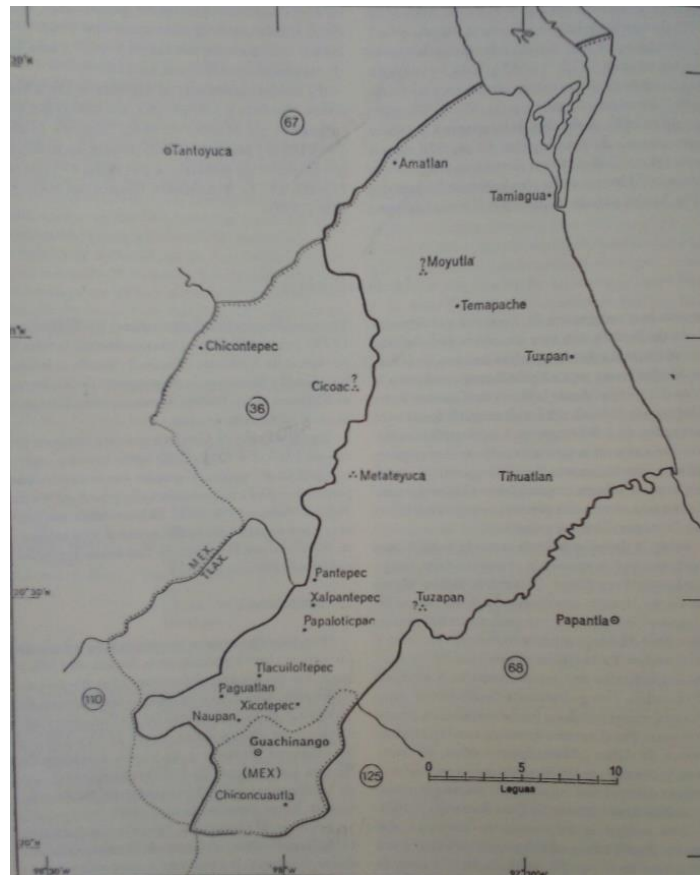 67
Tantoyuca
Amatlan
Tamiagua
? Moyutla
Temapache
Chicontepec
Tuxpan
Cicoac ?
36
Metateyuca
Tihuatlan
MEX.
TLAX.
Pantepec
Xalpantepec
Tuzapan
?
Papaloticpac
Papantla
68
Tlacuiloltepec
110
Paguatlan
Xicotepec
Naupan
Guachinango
(MEX)
125
0 5 10
Leguas
Chiconcuautla